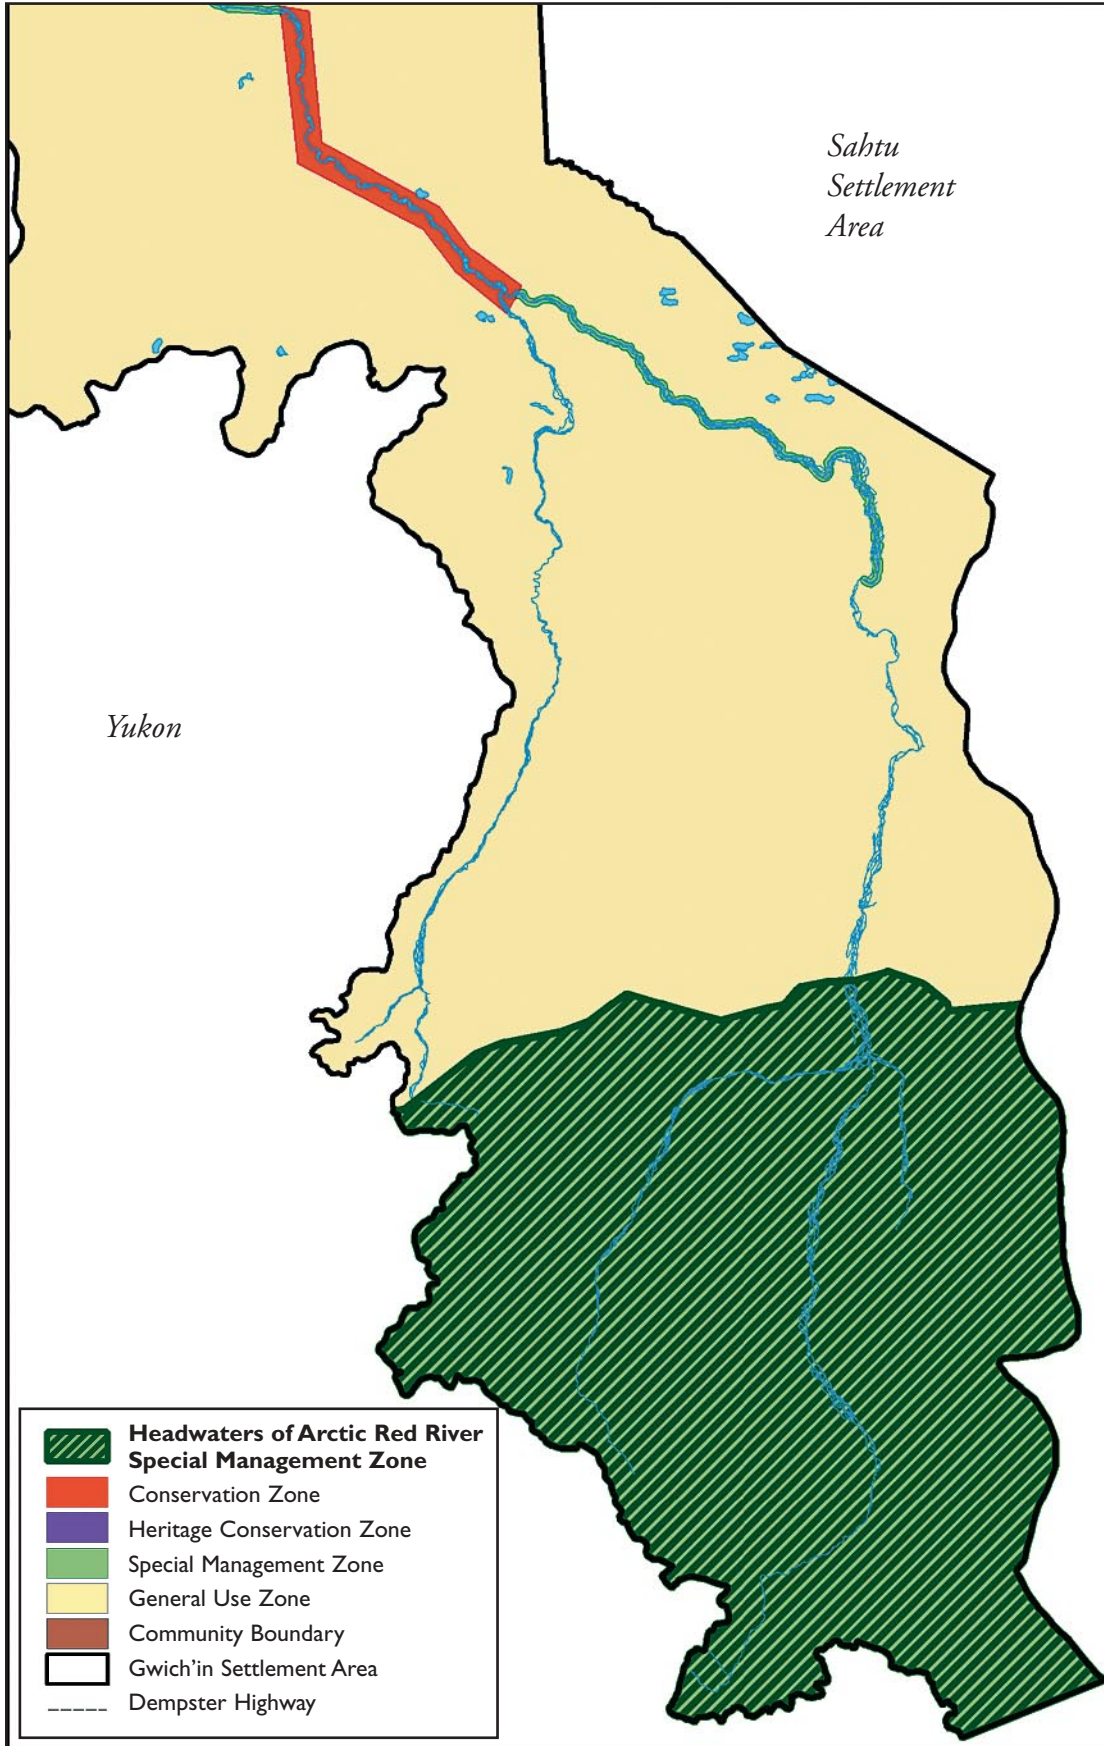 Sahtu
Settlement
Area
Yukon
Headwaters of Arctic Red River
Special Management Zone
Conservation Zone
Heritage Conservation Zone
Special Management Zone
General Use Zone
Community Boundary
Gwich'in Settlement Area
Dempster Highway